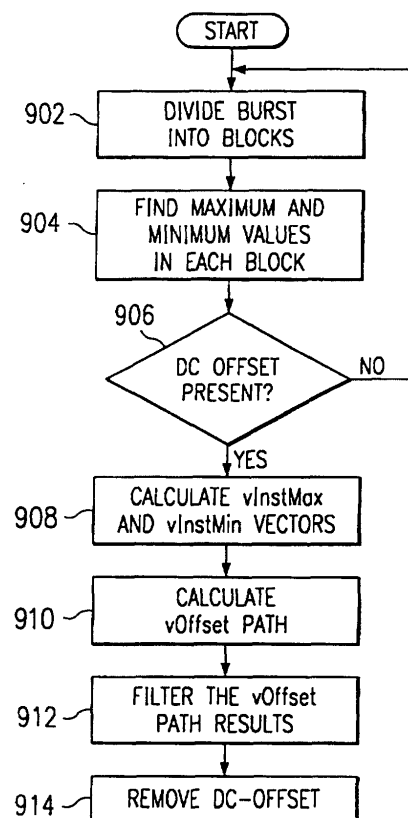 START
902
DIVIDE BURST
INTO BLOCKS
904
FIND MAXIMUM AND
MINIMUM VALUES
IN EACH BLOCK
906
DC OFFSET
PRESENT?
NO
YES
908
CALCULATE vInstMax
AND vInstMin VECTORS
910
CALCULATE
vOffset PATH
912
FILTER THE vOffset
PATH RESULTS
914
REMOVE DC-OFFSET